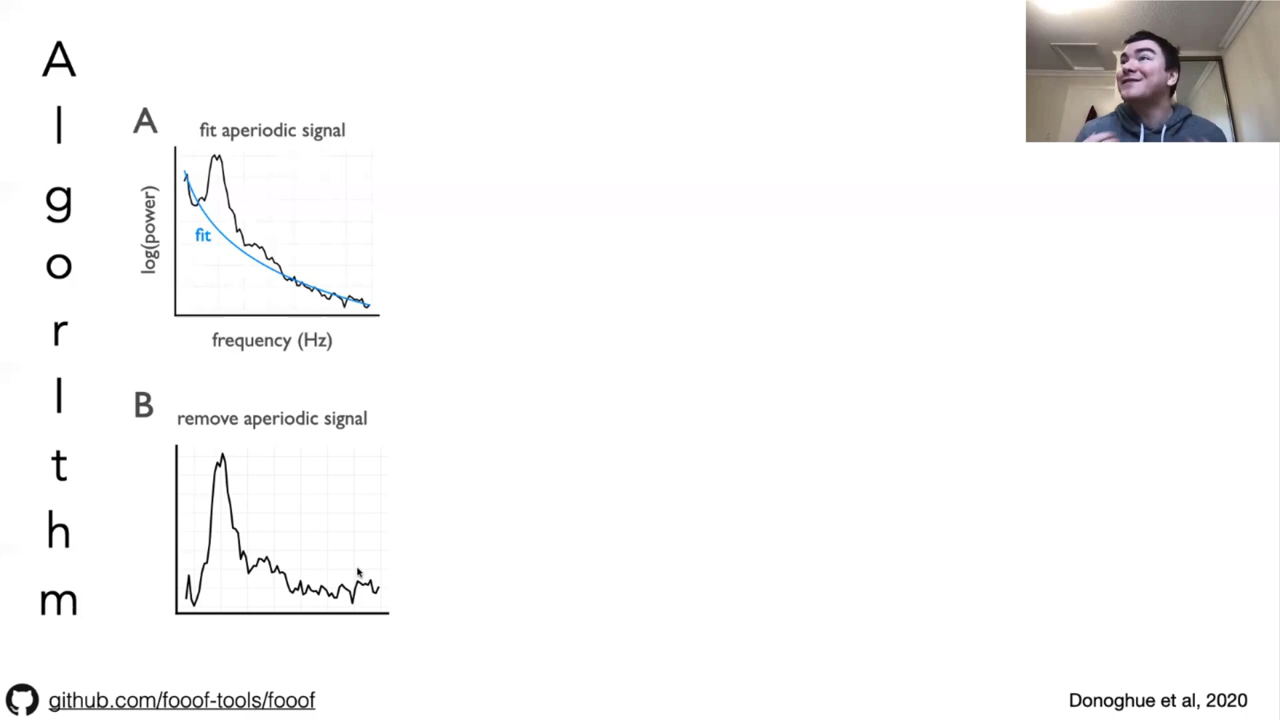 A
l
g
o
r
I
t
h
m
A
fit aperiodic signal
log(power)
fit
frequency (Hz)
B
remove aperiodic signal
github.com/fooof-tools/fooof
Donoghue et al, 2020